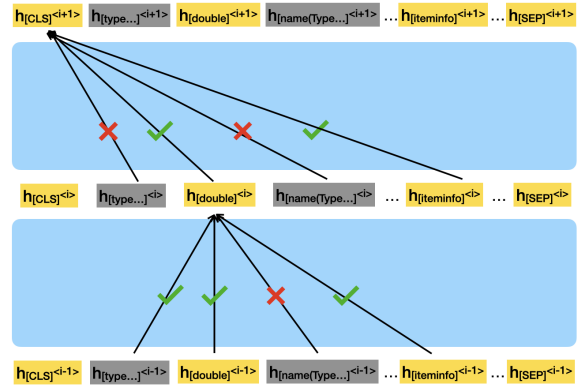 h[CLS]<i+1> h[type...]<i+1> h[double]<i+1> h[name(Type...]<i+1> ... h[iteminfo]<i+1> ... h[SEP]<i+1>
h[CLS]<i> h[type...]<i> h[double]<i> h[name(Type...]<i> ... h[iteminfo]<i> ... h[SEP]<i>
h[CLS]<i-1> h[type...]<i-1> h[double]<i-1> h[name(Type...]<i-1> ... h[iteminfo]<i-1> ... h[SEP]<i-1>